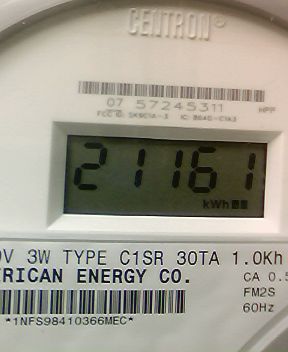 CENTRON®
07 57245311
HPP
21161
kWh
V 3W TYPE C1SR 30TA 1.0Kh
RICAN ENERGY CO.
CA 0.5
FM2S
60Hz
*1NFS98410366MEC*